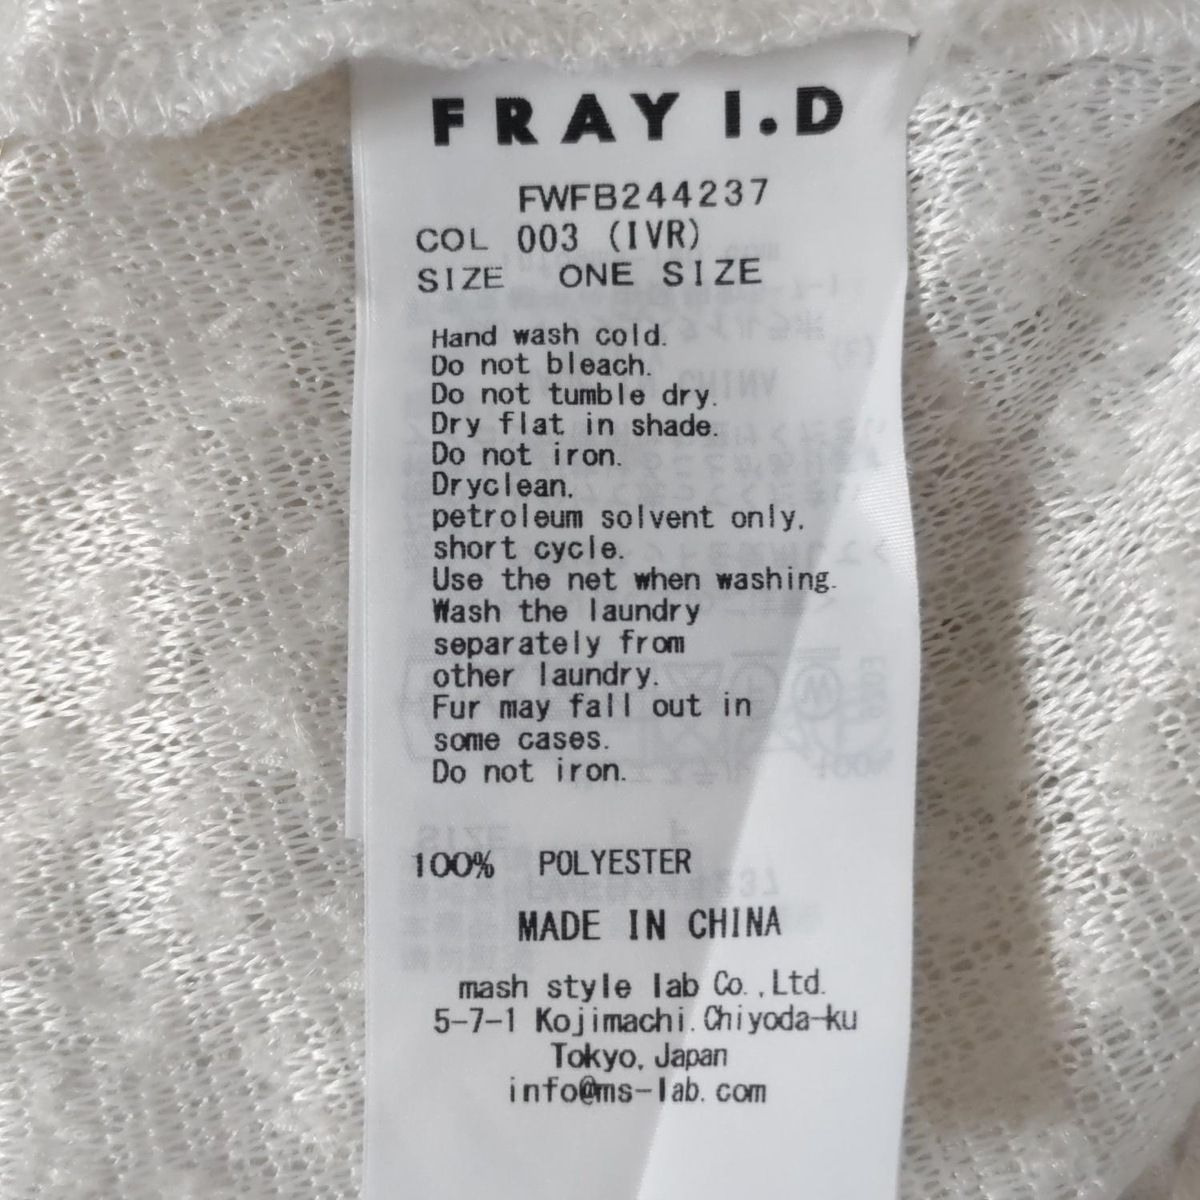 FRAY I.D
FWFB244237
COL 003 (IVR)
SIZE ONE SIZE
Hand wash cold.
Do not bleach.
Do not tumble dry.
Dry flat in shade.
Do not iron.
Dryclean.
petroleum solvent only.
short cycle.
Use the net when washing.
Wash the laundry
separately from
other laundry.
Fur may fall out in
some cases.
Do not iron.
100% POLYESTER
MADE IN CHINA
mash style lab Co.,Ltd.
5-7-1 Kojimachi.Chiyoda-ku
Tokyo, Japan
info@ms-lab.com